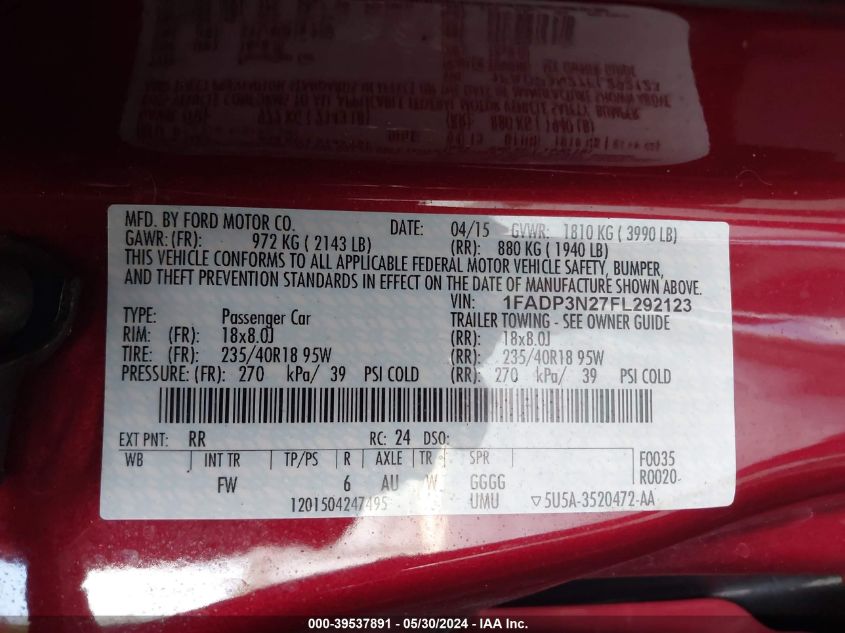 MFD. BY FORD MOTOR CO. DATE: 04/15 GVWR: 1810 KG ( 3990 LB)
GAWR: (FR): 972 KG ( 2143 LB) (RR): 880 KG ( 1940 LB)
THIS VEHICLE CONFORMS TO ALL APPLICABLE FEDERAL MOTOR VEHICLE SAFETY, BUMPER,
AND THEFT PREVENTION STANDARDS IN EFFECT ON THE DATE OF MANUFACTURE SHOWN ABOVE.
VIN: 1FADP3N27FL292123
TYPE: Passenger Car TRAILER TOWING - SEE OWNER GUIDE
RIM: (FR): 18x8.0J (RR): 18x8.0J
TIRE: (FR): 235/40R18 95W (RR): 235/40R18 95W
PRESSURE: (FR): 270 kPa/ 39 PSI COLD (RR): 270 kPa/ 39 PSI COLD
EXT PNT: RR RC: 24 DSO:
WB INT TR TP/PS R AXLE TR SPR F0035
FW 6 AU W GGGG R0020
1201504247495 UMU ▽5U5A-3520472-AA
000-39537891 - 05/30/2024 - IAA Inc.